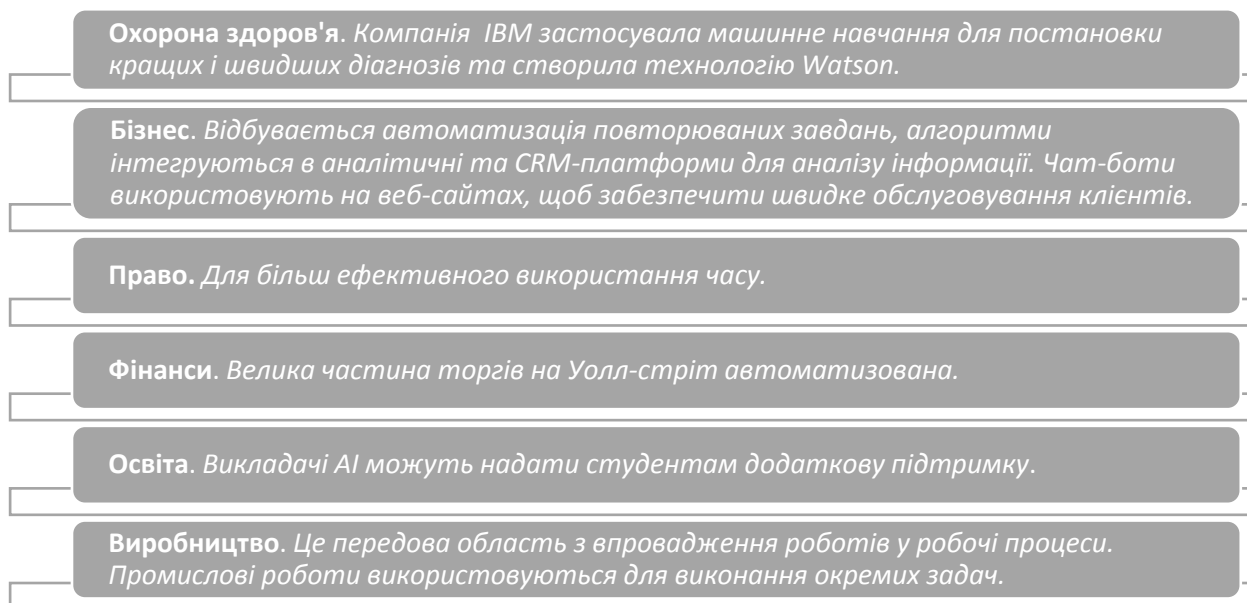 Охорона здоров'я. Компанія  IBM застосувала машинне навчання для постановки
кращих і швидших діагнозів та створила технологію Watson.
Бізнес. Відбувається автоматизація повторюваних завдань, алгоритми
інтегруються в аналітичні та CRM-платформи для аналізу інформації. Чат-боти
використовують на веб-сайтах, щоб забезпечити швидке обслуговування клієнтів.
Право. Для більш ефективного використання часу.
Фінанси. Велика частина торгів на Уолл-стріт автоматизована.
Освіта. Викладачі AI можуть надати студентам додаткову підтримку.
Виробництво. Це передова область з впровадження роботів у робочі процеси.
Промислові роботи використовуються для виконання окремих задач.